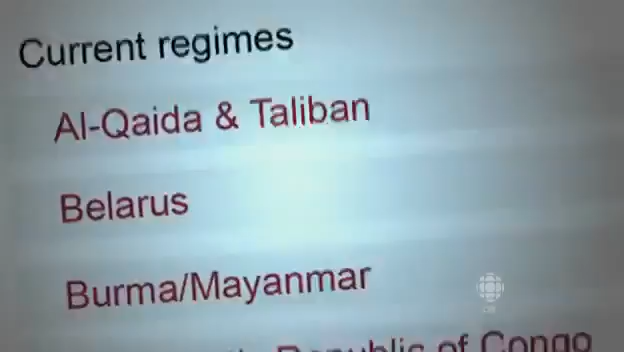 Current regimes
Al-Qaida & Taliban
Belarus
Burma/Mayanmar
Republic of Congo